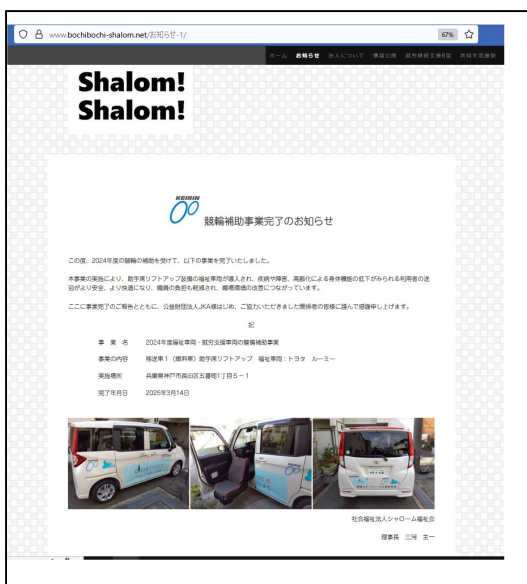 www.bochibochi-shalom.net/お知らせ-1/
67%
ホーム お知らせ 法人について 情報公開 就労継続支援B型 共同生活援助
Shalom!
Shalom!
KEIRIN
競輪補助事業完了のお知らせ
この度、2024年度の競輪の補助を受けて、以下の事業を完了いたしました。
本事業の実施により、助手席リフトアップ装備の福祉車両が導入され、疾病や障害、高齢化による身体機能の低下がみられる利用者の送
迎がより安全、より快適になり、職員の負担も軽減され、職場環境の改善につながっています。
ここに事業完了のご報告とともに、公益財団法人JKA様はじめ、ご協力いただきました関係者の皆様に謹んで感謝申し上げます。
記
事 業 名 2024年度福祉車両・就労支援車両の整備補助事業
事業の内容 移送車1(燃料車)助手席リフトアップ 福祉車両:トヨタ ルーミー
実施場所 兵庫県神戸市長田区五番町1丁目5-1
完了年月日 2025年3月14日
社会福祉法人シャローム福祉会
理事長 三河 主一